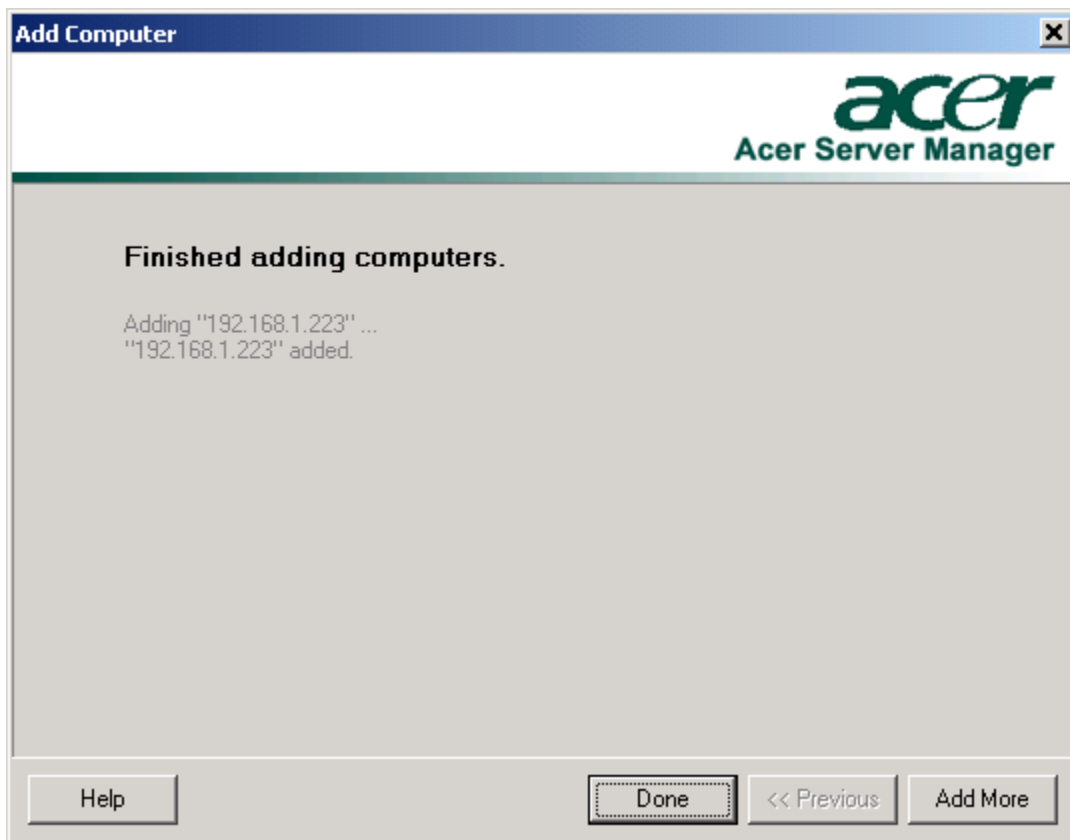 Add Computer
acer
Acer Server Manager
Finished adding computers.
Adding "192.168.1.223" ...
"192.168.1.223" added.
Help
Done
<< Previous
Add More